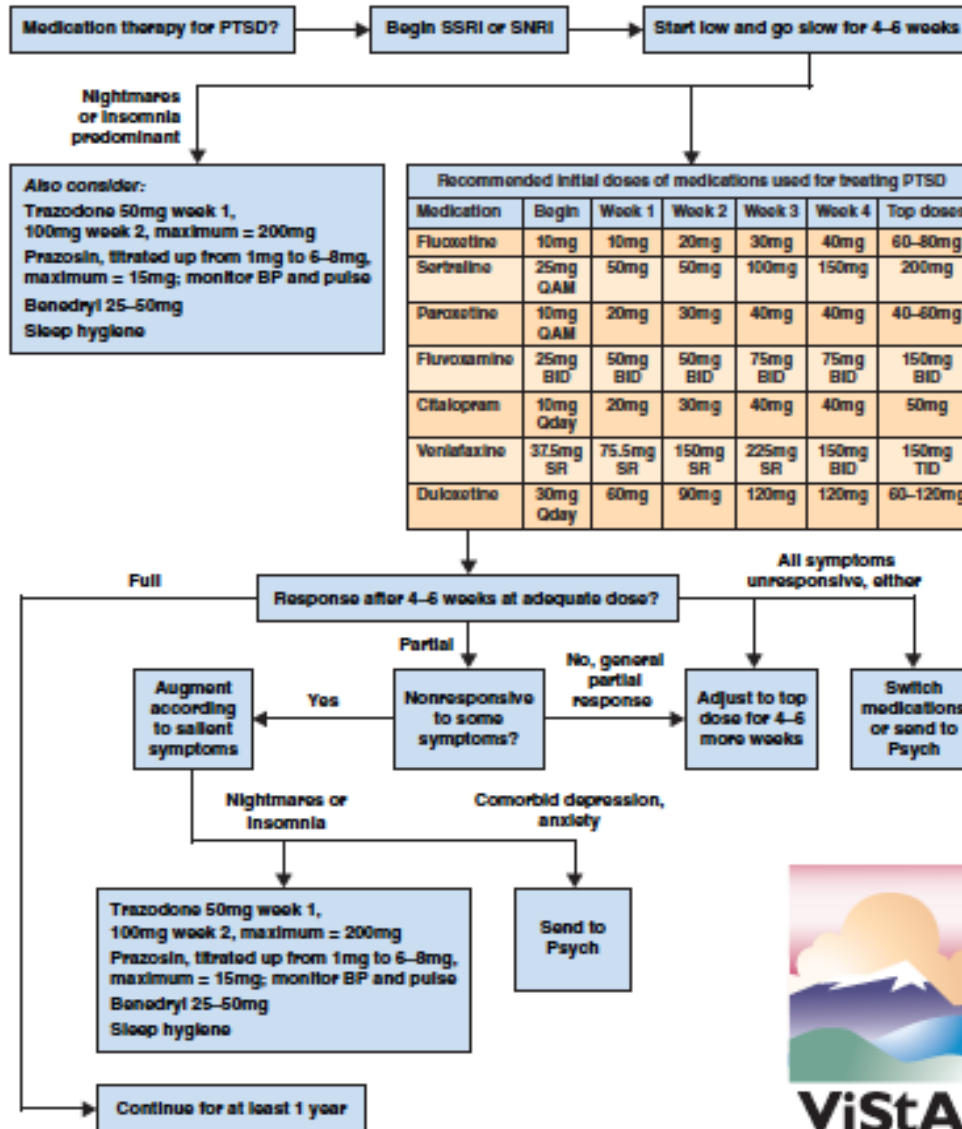 Medication therapy for PTSD?
Begin SSRI or SNRI
Start low and go slow for 4–6 weeks
Nightmares
or insomnia
predominant
Also consider:
Trazodone 50mg week 1,
100mg week 2, maximum = 200mg
Prazosin, titrated up from 1mg to 6–8mg,
maximum = 15mg; monitor BP and pulse
Benedryl 25–50mg
Sleep hygiene
Recommended initial doses of medications used for treating PTSD
Medication Begin Week 1 Week 2 Week 3 Week 4 Top doses
Fluoxetine 10mg 10mg 20mg 30mg 40mg 60–80mg
Sertraline 25mg QAM 50mg 50mg 100mg 150mg 200mg
Paroxetine 10mg QAM 20mg 30mg 40mg 40mg 40–60mg
Fluvoxamine 25mg BID 50mg BID 50mg BID 75mg BID 75mg BID 150mg BID
Citalopram 10mg Qday 20mg 30mg 40mg 40mg 50mg
Venlafaxine 37.5mg SR 75.5mg SR 150mg SR 225mg SR 150mg BID 150mg TID
Duloxetine 30mg Qday 60mg 90mg 120mg 120mg 60–120mg
Full
Response after 4–6 weeks at adequate dose?
All symptoms
unresponsive, either
Partial
Augment
according
to salient
symptoms
Yes
Nonresponsive
to some
symptoms?
No, general
partial
response
Adjust to top
dose for 4–6
more weeks
Switch
medications
or send to
Psych
Nightmares or
insomnia
Comorbid depression,
anxiety
Trazodone 50mg week 1,
100mg week 2, maximum = 200mg
Prazosin, titrated up from 1mg to 6–8mg,
maximum = 15mg; monitor BP and pulse
Benedryl 25–50mg
Sleep hygiene
Send to
Psych
Continue for at least 1 year
ViStA